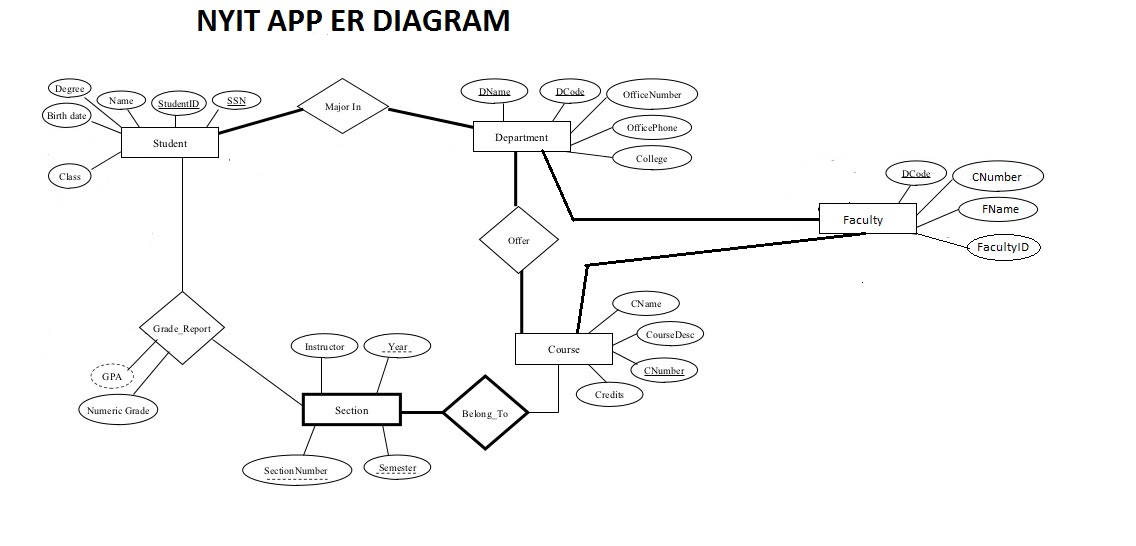 NYIT APP ER DIAGRAM
Degree
Name
StudentID
SSN
Birth date
Student
Class
Major In
DName
DCode
OfficeNumber
Department
OfficePhone
College
DCode
CNumber
Faculty
FName
FacultyID
Offer
CName
CourseDesc
Course
CNumber
Credits
Grade_Report
GPA
Numeric Grade
Instructor
Year
Section
Belong_To
SectionNumber
Semester